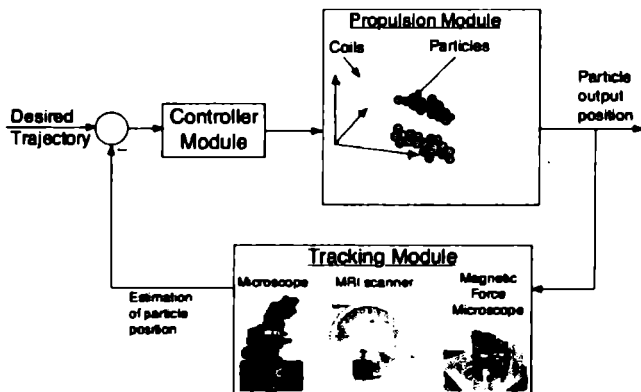 Propulsion Module
Coils
Particles
Desired
Trajectory
Controller
Module
Particle
output
position
Tracking Module
Microscope
MRI scanner
Magnetic
Force
Microscope
Estimation
of particle
position